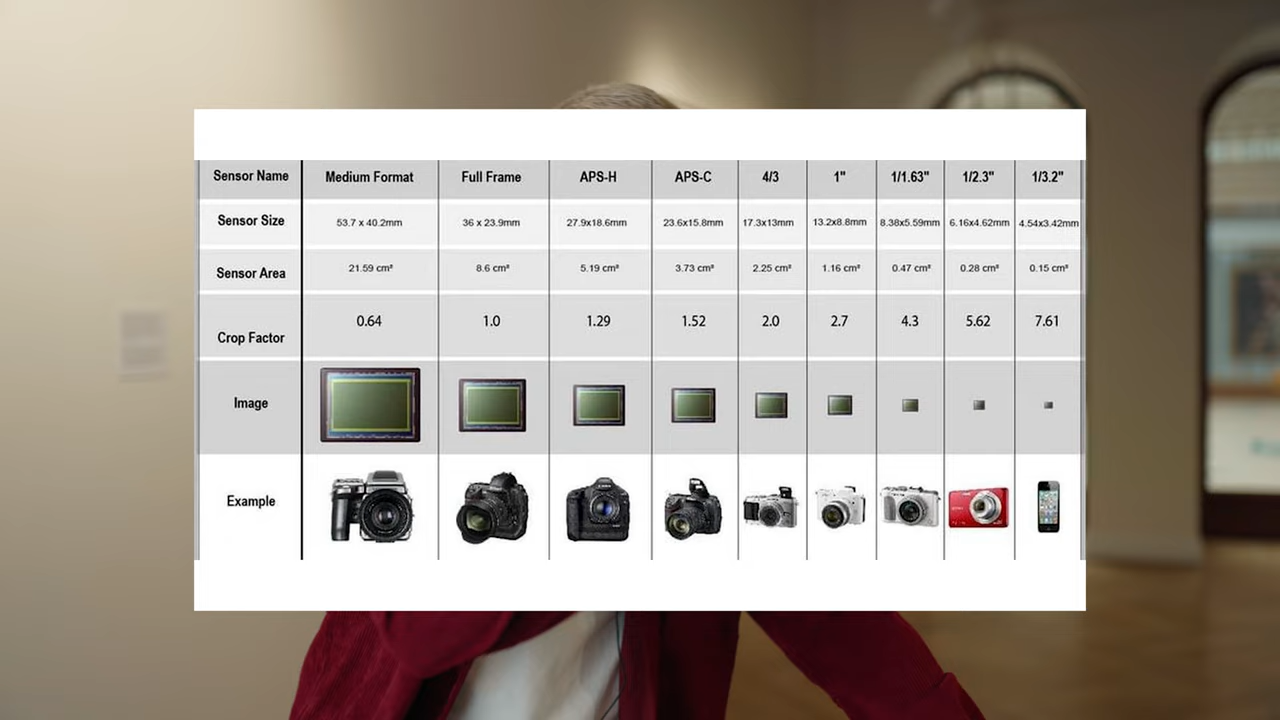 Sensor Name Medium Format Full Frame APS-H APS-C 4/3 1" 1/1.63" 1/2.3" 1/3.2"
Sensor Size 53.7 x 40.2mm 36 x 23.9mm 27.9x18.6mm 23.6x15.8mm 17.3x13mm 13.2x8.8mm 8.38x5.59mm 6.16x4.62mm 4.54x3.42mm
Sensor Area 21.59 cm² 8.6 cm² 5.19 cm² 3.73 cm² 2.25 cm² 1.16 cm² 0.47 cm² 0.28 cm² 0.15 cm²
Crop Factor 0.64 1.0 1.29 1.52 2.0 2.7 4.3 5.62 7.61
Image
Example